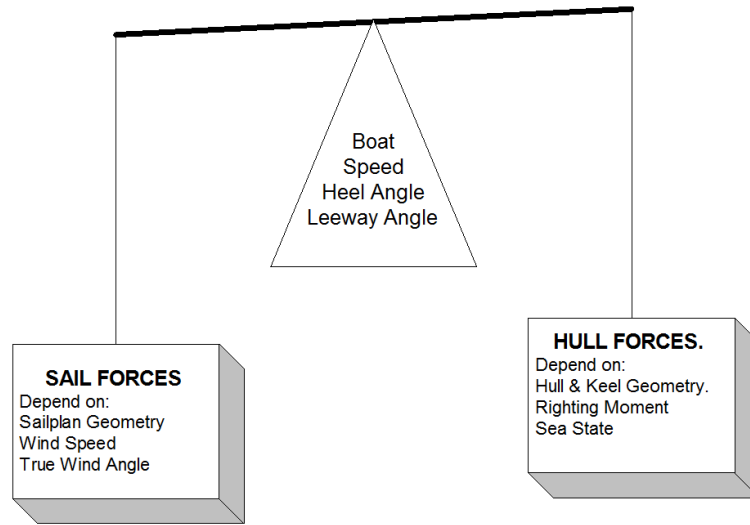 Boat
Speed
Heel Angle
Leeway Angle
SAIL FORCES
Depend on:
Sailplan Geometry
Wind Speed
True Wind Angle
HULL FORCES.
Depend on:
Hull & Keel Geometry.
Righting Moment
Sea State